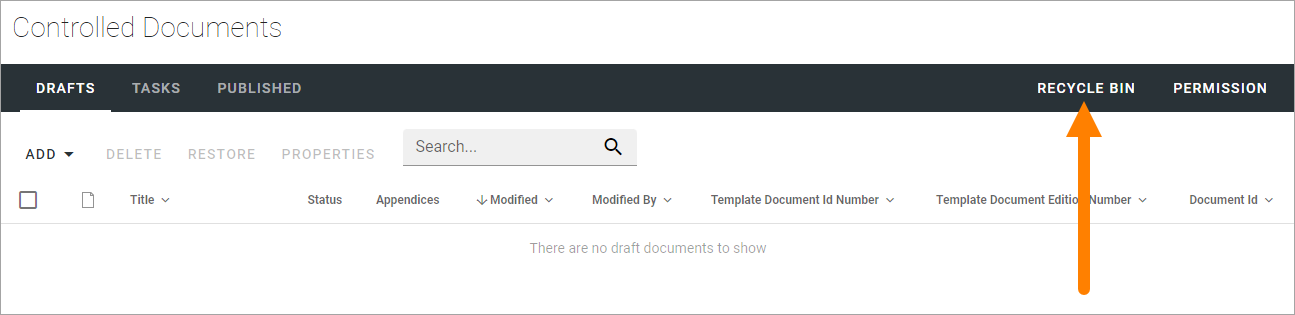 Controlled Documents
DRAFTS TASKS PUBLISHED RECYCLE BIN PERMISSION
ADD DELETE RESTORE PROPERTIES Search...
Title Status Appendices Modified Modified By Template Document Id Number Template Document Edition Number Document Id
There are no draft documents to show